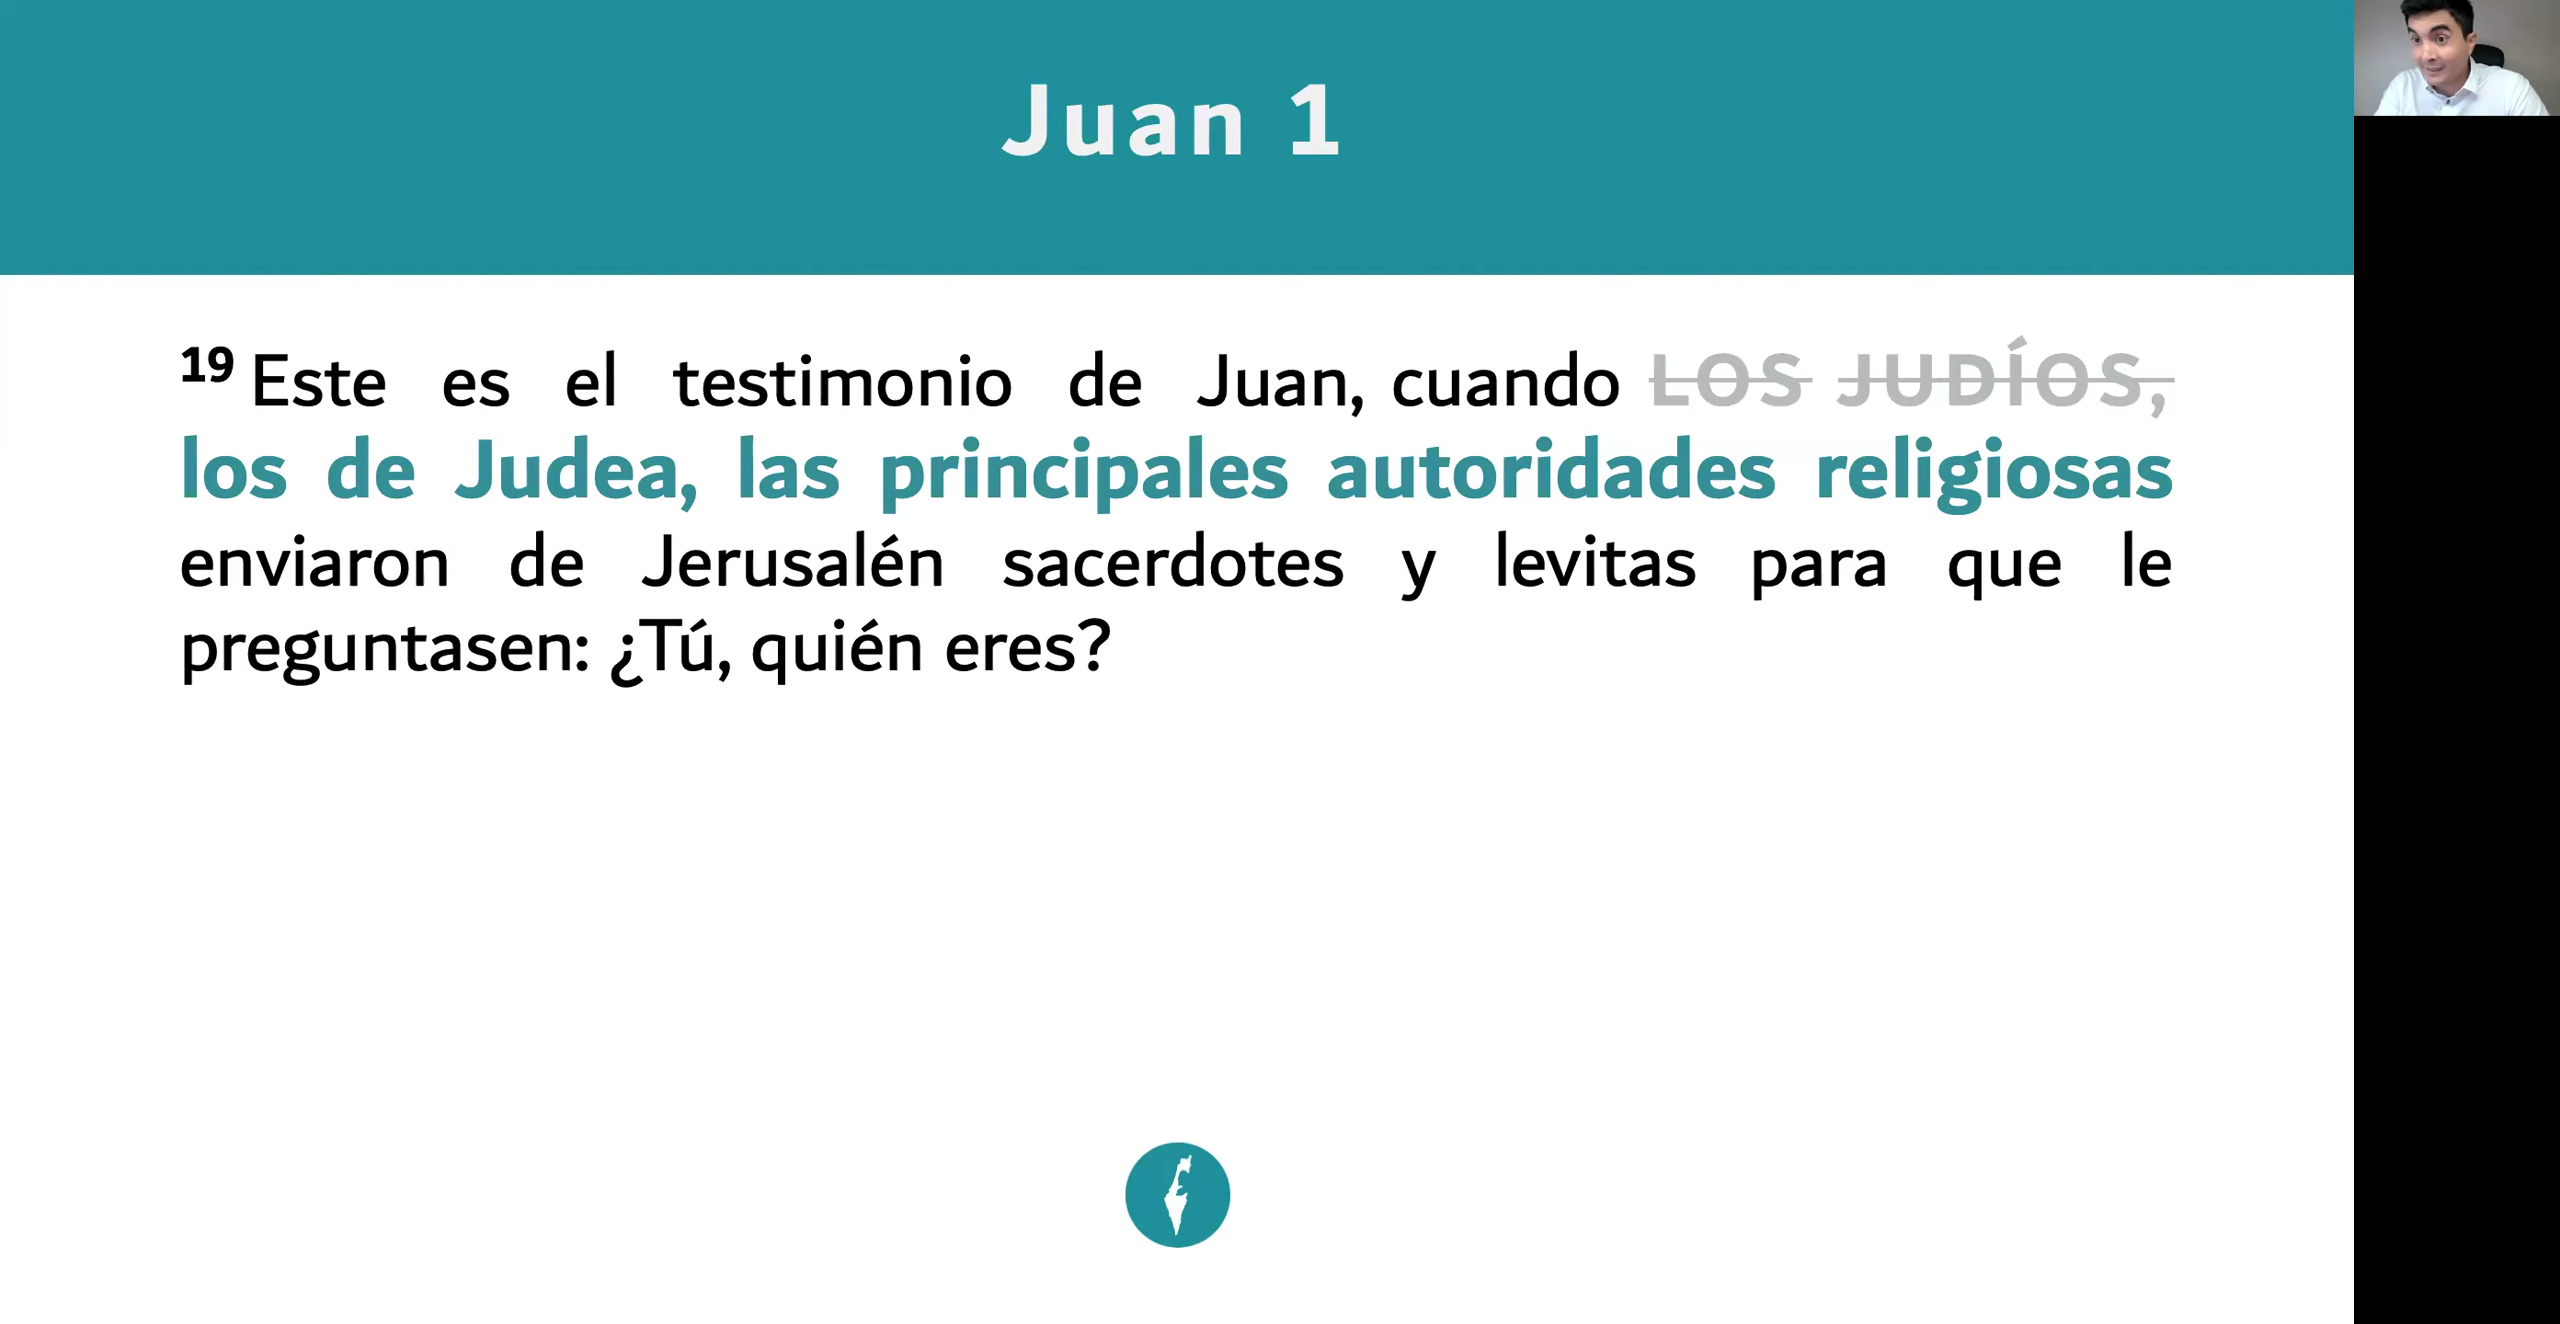 Juan 1
19 Este es el testimonio de Juan, cuando LOS JUDÍOS,
los de Judea, las principales autoridades religiosas
enviaron de Jerusalén sacerdotes y levitas para que le
preguntasen: ¿Tú, quién eres?